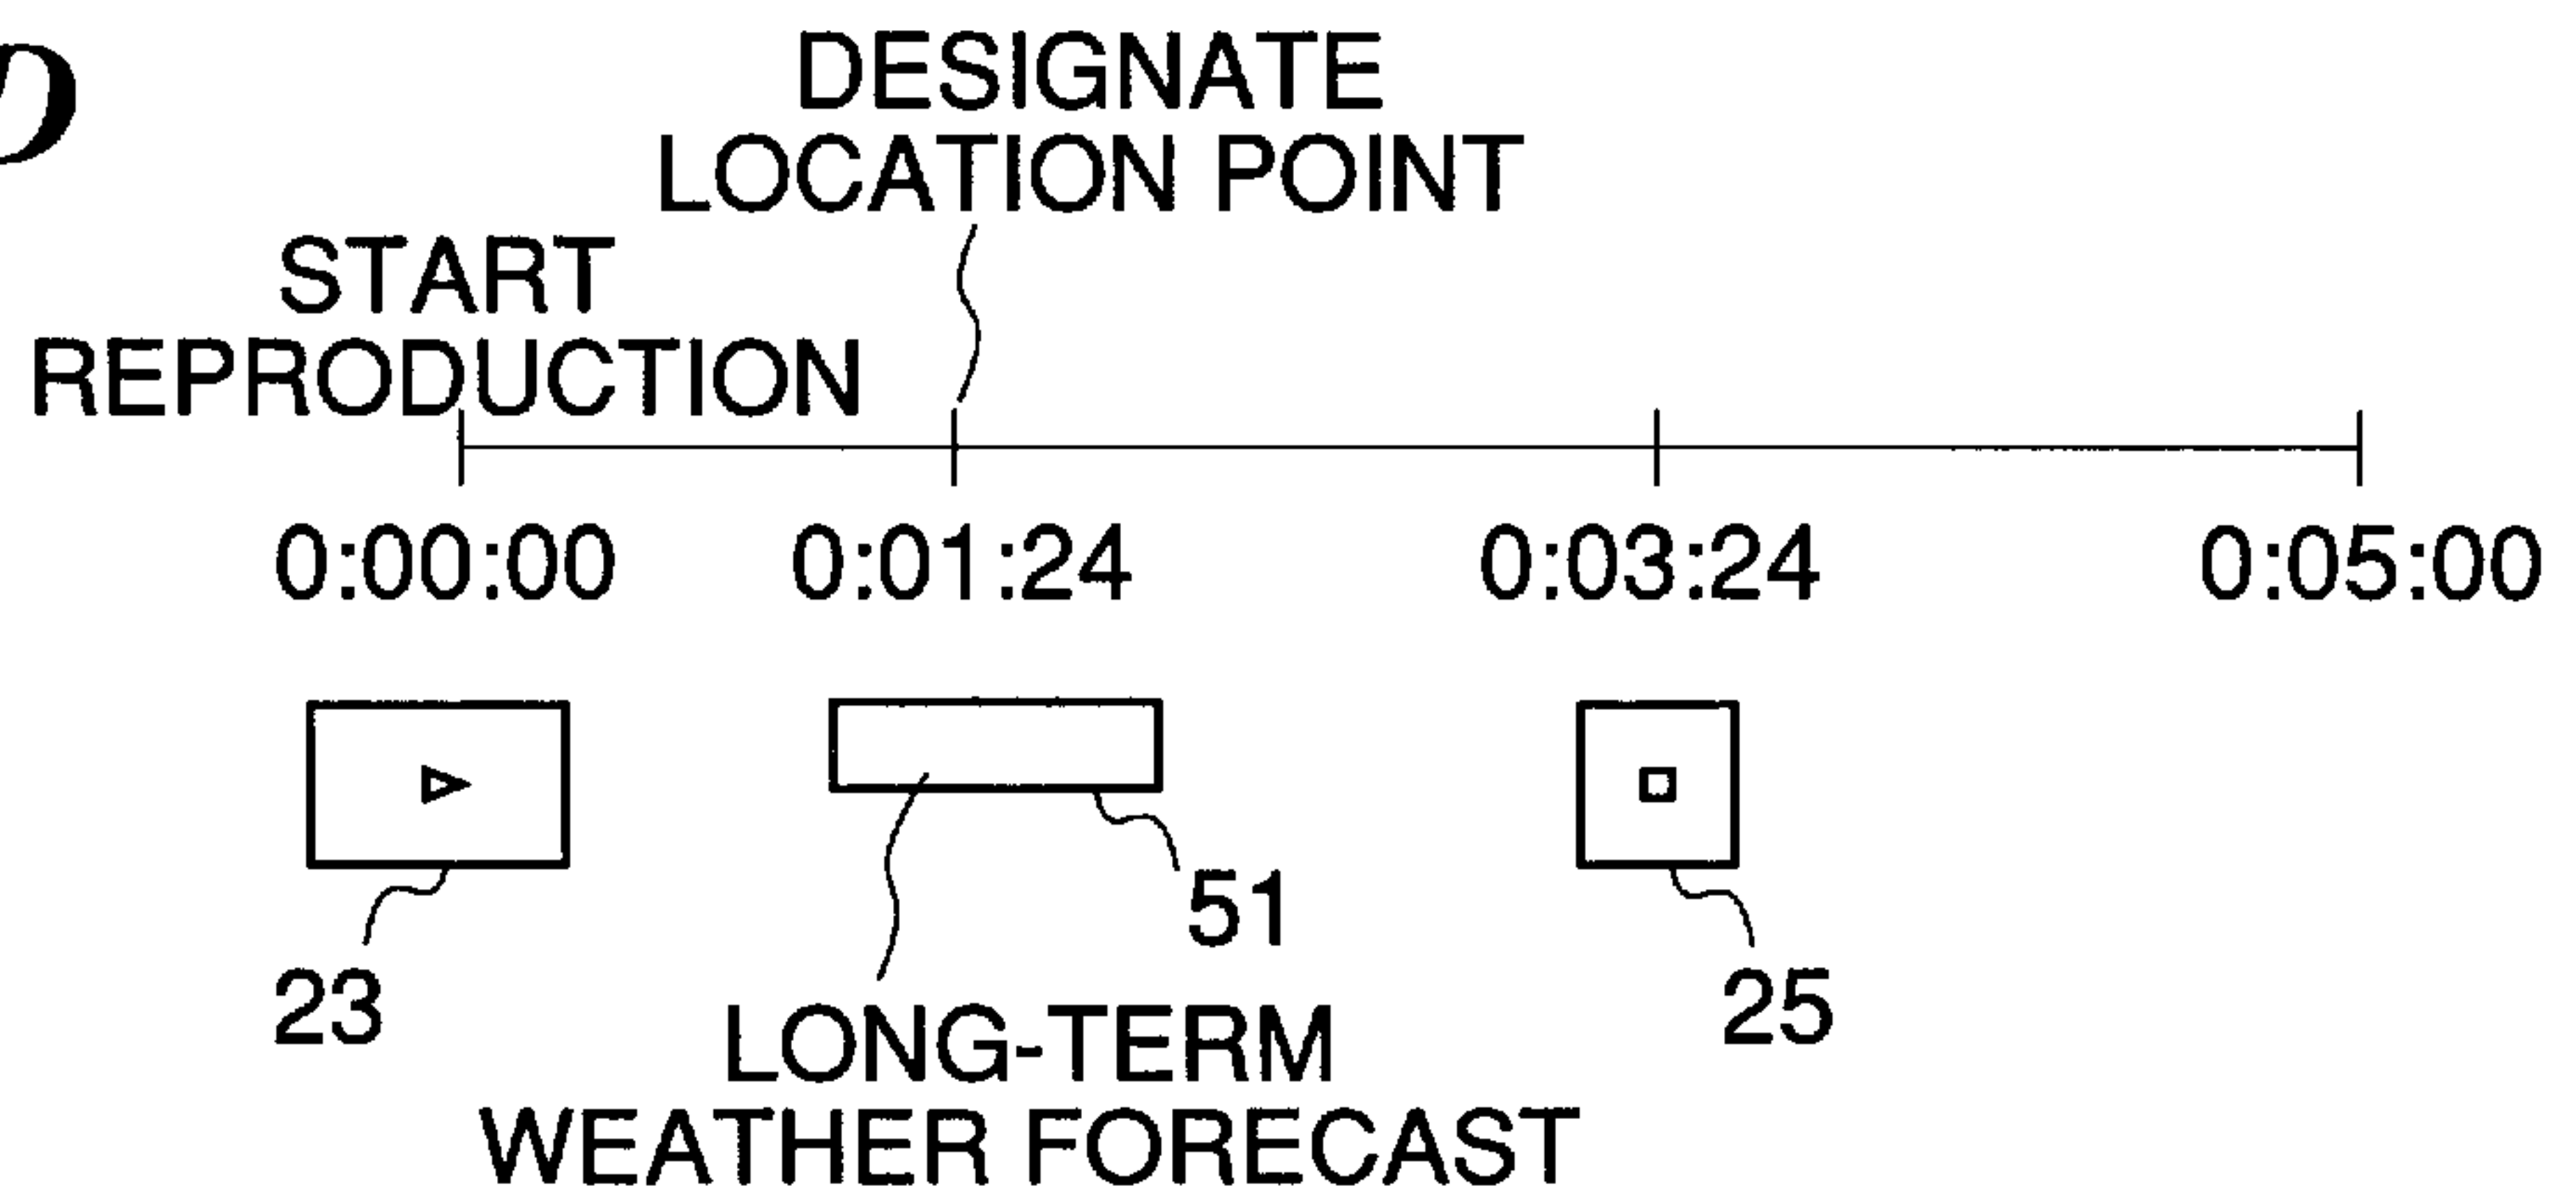 D
DESIGNATE
LOCATION POINT
START
REPRODUCTION
0:00:00 0:01:24 0:03:24 0:05:00
51
23
25
LONG-TERM
WEATHER FORECAST